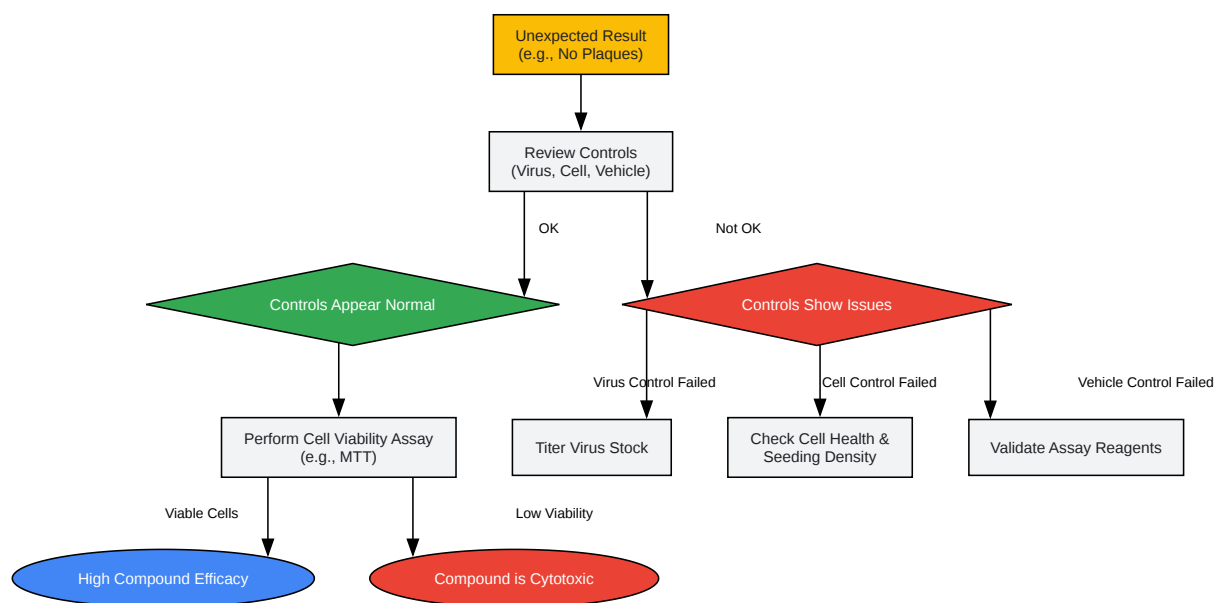 Unexpected Result
(e.g., No Plaques)
Review Controls
(Virus, Cell, Vehicle)
OK
Not OK
Controls Appear Normal
Controls Show Issues
Virus Control Failed
Cell Control Failed
Vehicle Control Failed
Perform Cell Viability Assay
(e.g., MTT)
Titer Virus Stock
Check Cell Health &
Seeding Density
Validate Assay Reagents
Viable Cells
Low Viability
High Compound Efficacy
Compound is Cytotoxic